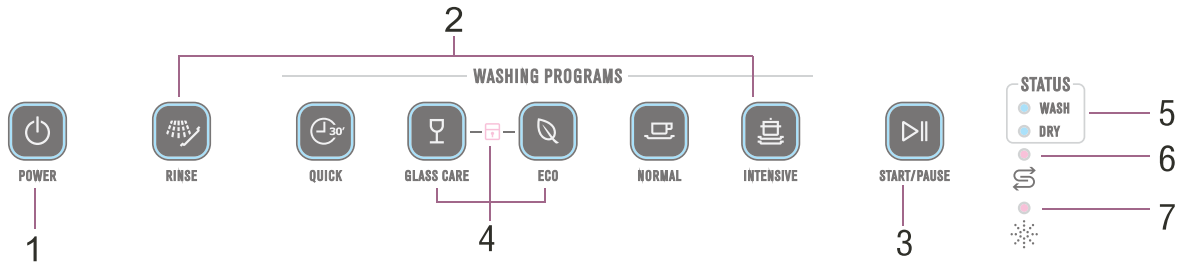 2
WASHING PROGRAMS
STATUS
WASH
DRY
5
30'
6
POWER
RINSE
QUICK
GLASS CARE
ECO
NORMAL
INTENSIVE
START/PAUSE
7
1
4
3